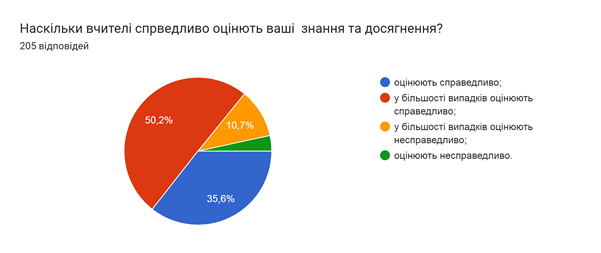 Наскільки вчителі спрведливо оцінють ваші знання та досягнення?
205 відповідей
50,2%
10,7%
35,6%
оцінюють справедливо;
у більшості випадків оцінюють
справедливо;
у більшості випадків оцінюють
несправедливо;
оцінюють несправедливо.